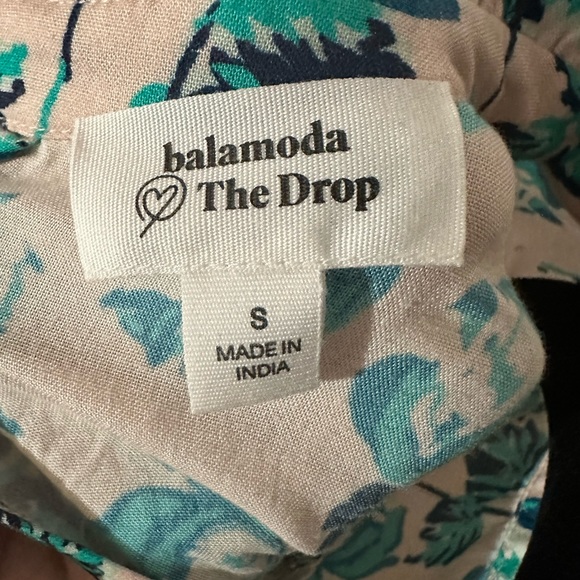 balamoda
The Drop
S
MADE IN
INDIA